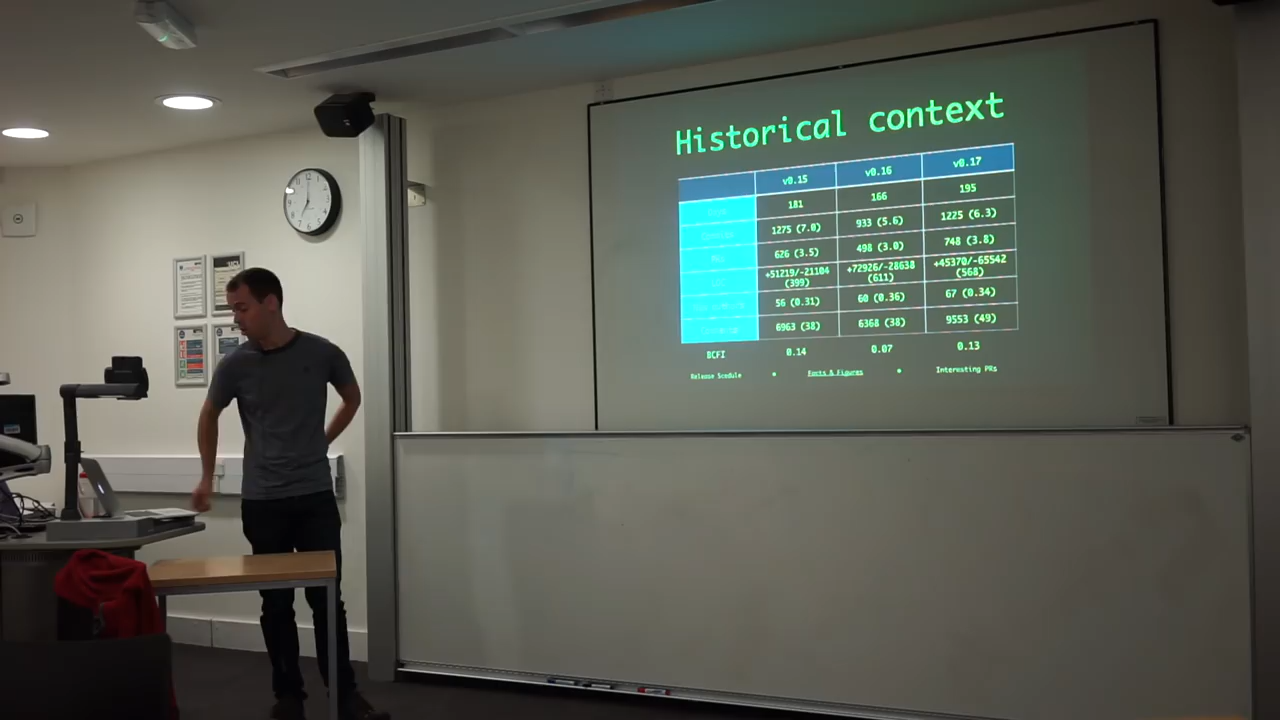 Historical context
v0.15 v0.16 v0.17
181 166 195
1275 (7.0) 933 (5.6) 1225 (6.3)
626 (3.5) 498 (3.0) 748 (3.8)
LOC +51219/-21104 (399) +72926/-28638 (611) +45370/-65542 (568)
56 (0.31) 60 (0.36) 67 (0.34)
6963 (38) 6368 (38) 9553 (49)
BCFI 0.14 0.07 0.13
Release Scedule • Facts & Figures • Interesting PRs